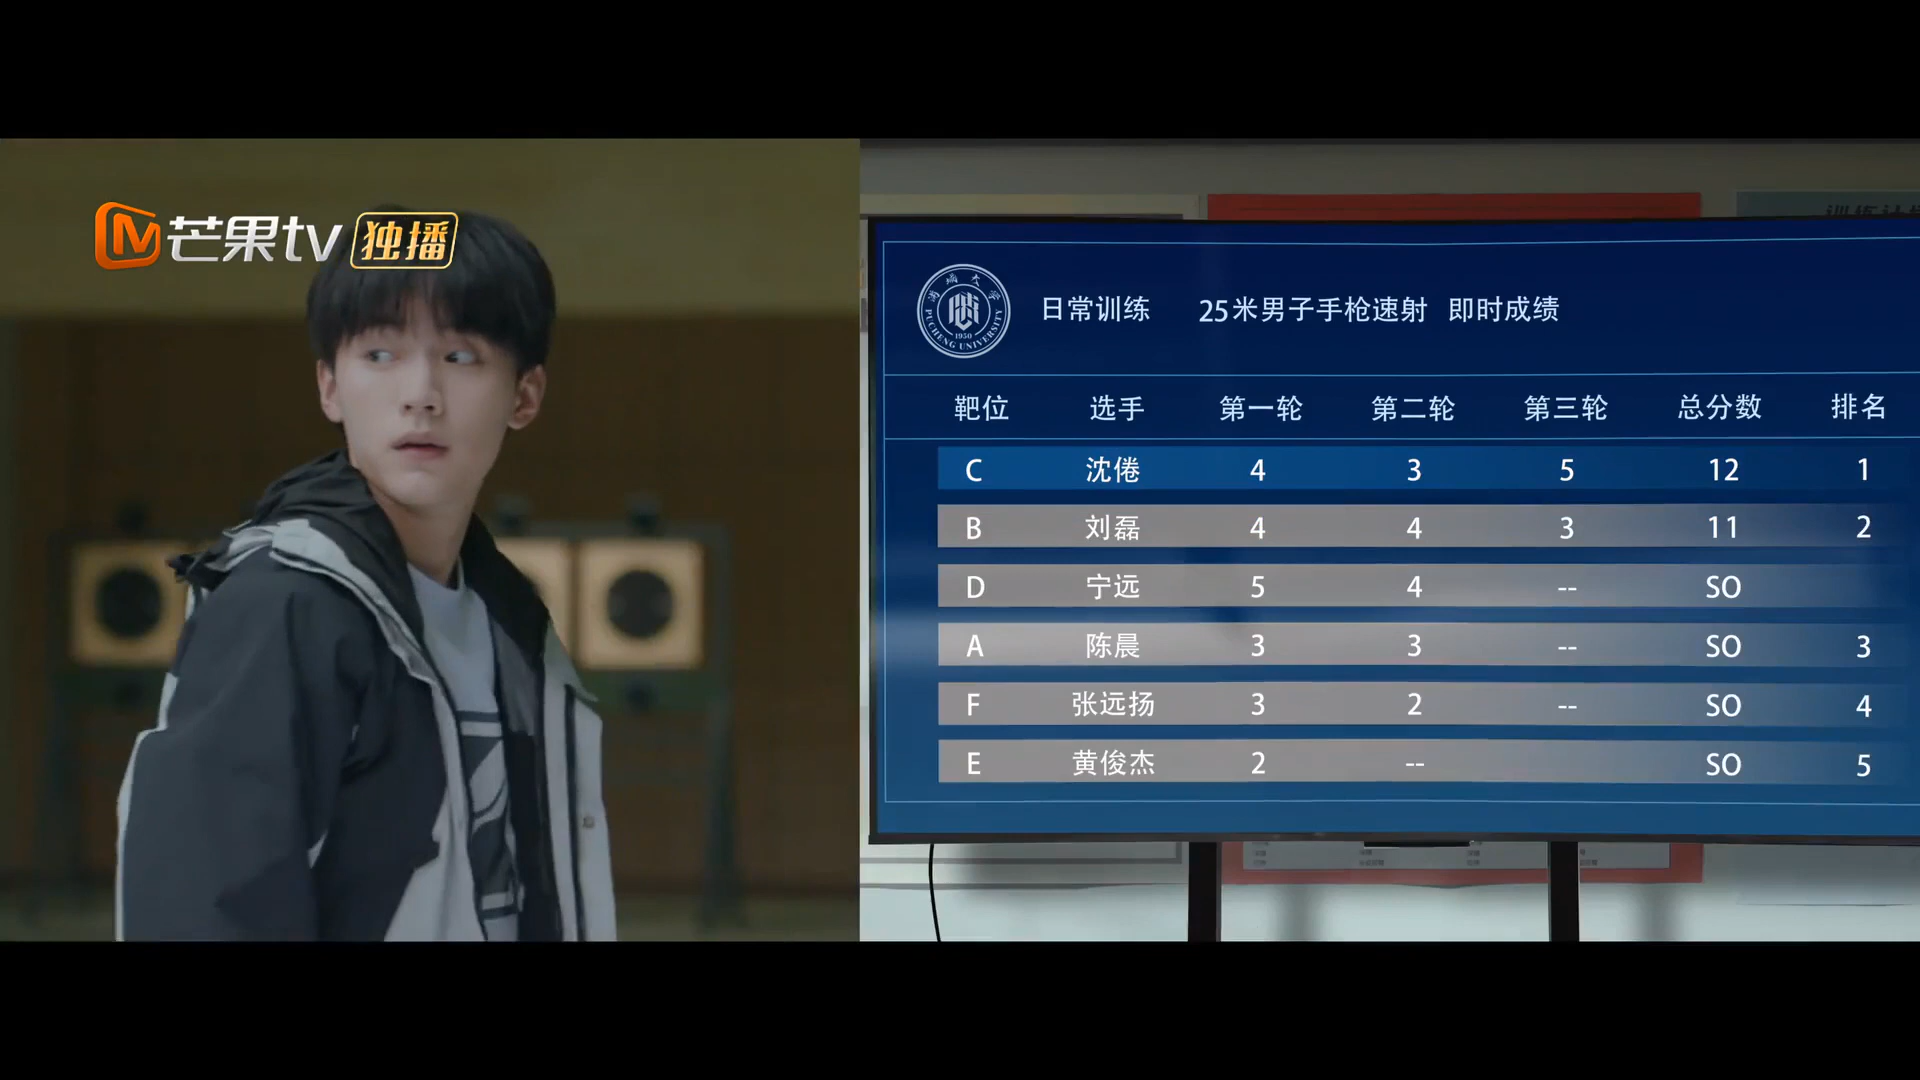 芒果tv 独播
PUCHENG UNIVERSITY
1950
日常训练 25米男子手枪速射 即时成绩
靶位 选手 第一轮 第二轮 第三轮 总分数 排名
C 沈倦 4 3 5 12 1
B 刘磊 4 4 3 11 2
D 宁远 5 4 -- SO
A 陈晨 3 3 -- SO 3
F 张远扬 3 2 -- SO 4
E 黄俊杰 2 -- SO 5